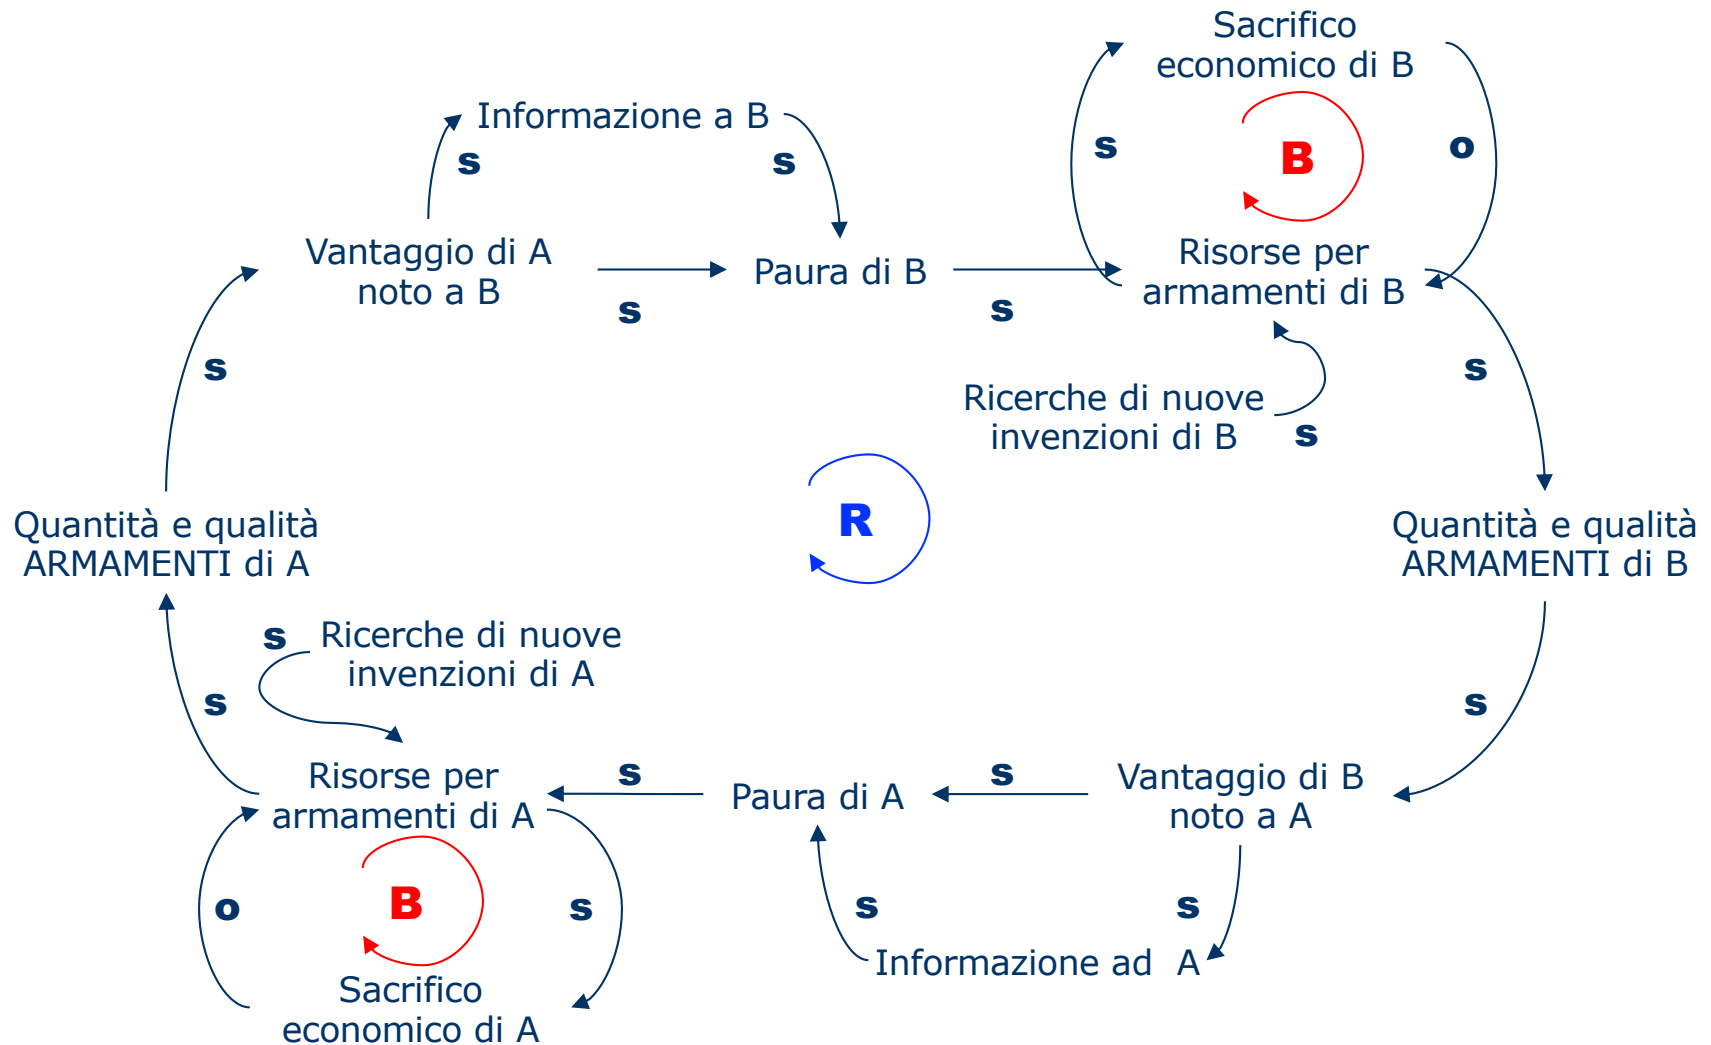 Sacrifico
economico di B
Informazione a B
s
s
s
B
o
Vantaggio di A
noto a B
Paura di B
Risorse per
armamenti di B
s
s
s
s
Ricerche di nuove
invenzioni di B
s
R
Quantità e qualità
ARMAMENTI di A
Quantità e qualità
ARMAMENTI di B
s
Ricerche di nuove
invenzioni di A
s
s
Risorse per
armamenti di A
s
Paura di A
s
Vantaggio di B
noto a A
o
B
s
s
s
Informazione ad  A
Sacrifico
economico di A